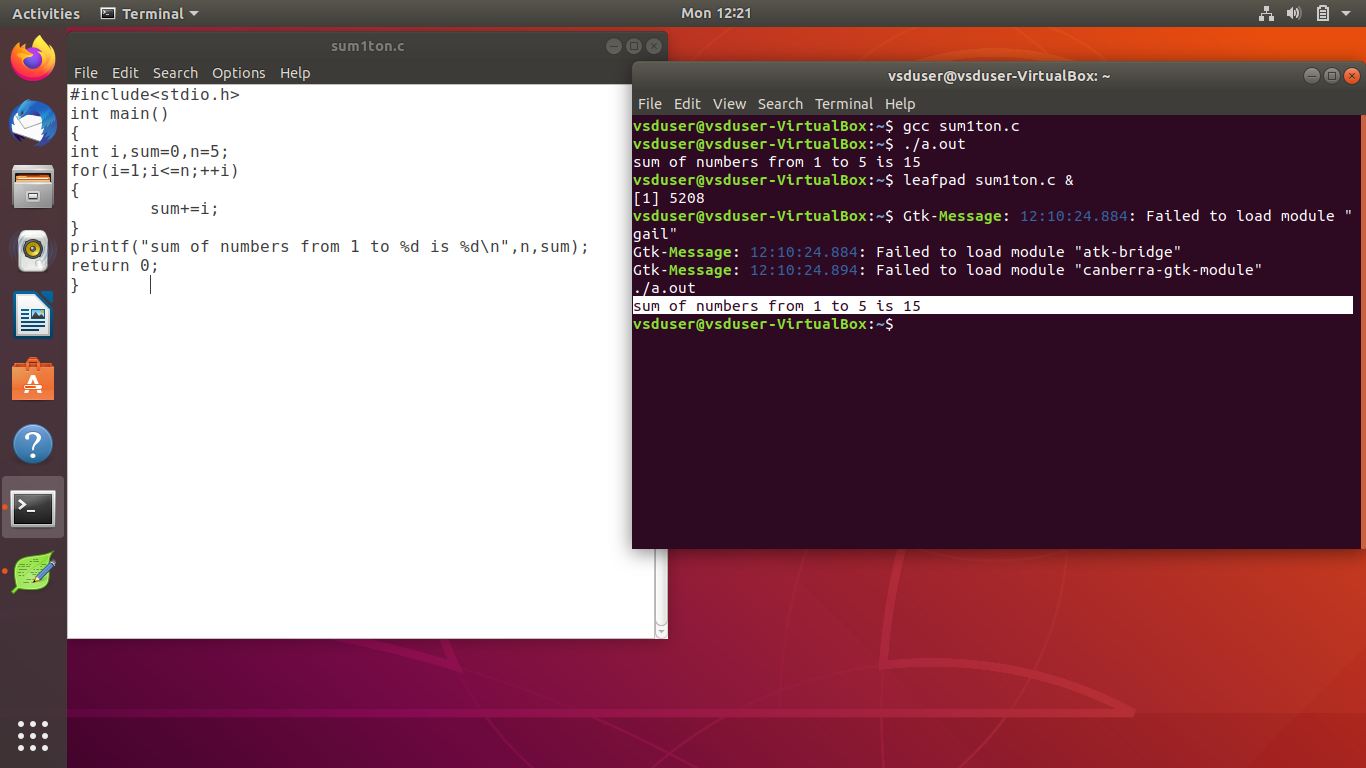 Activities Terminal Mon 12:21
sum1ton.c
File Edit Search Options Help
#include<stdio.h>
int main()
{
int i,sum=0,n=5;
for(i=1;i<=n;++i)
{
        sum+=i;
}
printf("sum of numbers from 1 to %d is %d\n",n,sum);
return 0;
}
vsduser@vsduser-VirtualBox: ~
File Edit View Search Terminal Help
vsduser@vsduser-VirtualBox:~$ gcc sum1ton.c
vsduser@vsduser-VirtualBox:~$ ./a.out
sum of numbers from 1 to 5 is 15
vsduser@vsduser-VirtualBox:~$ leafpad sum1ton.c &
[1] 5208
vsduser@vsduser-VirtualBox:~$ Gtk-Message: 12:10:24.884: Failed to load module "
gail"
Gtk-Message: 12:10:24.884: Failed to load module "atk-bridge"
Gtk-Message: 12:10:24.894: Failed to load module "canberra-gtk-module"
./a.out
sum of numbers from 1 to 5 is 15
vsduser@vsduser-VirtualBox:~$